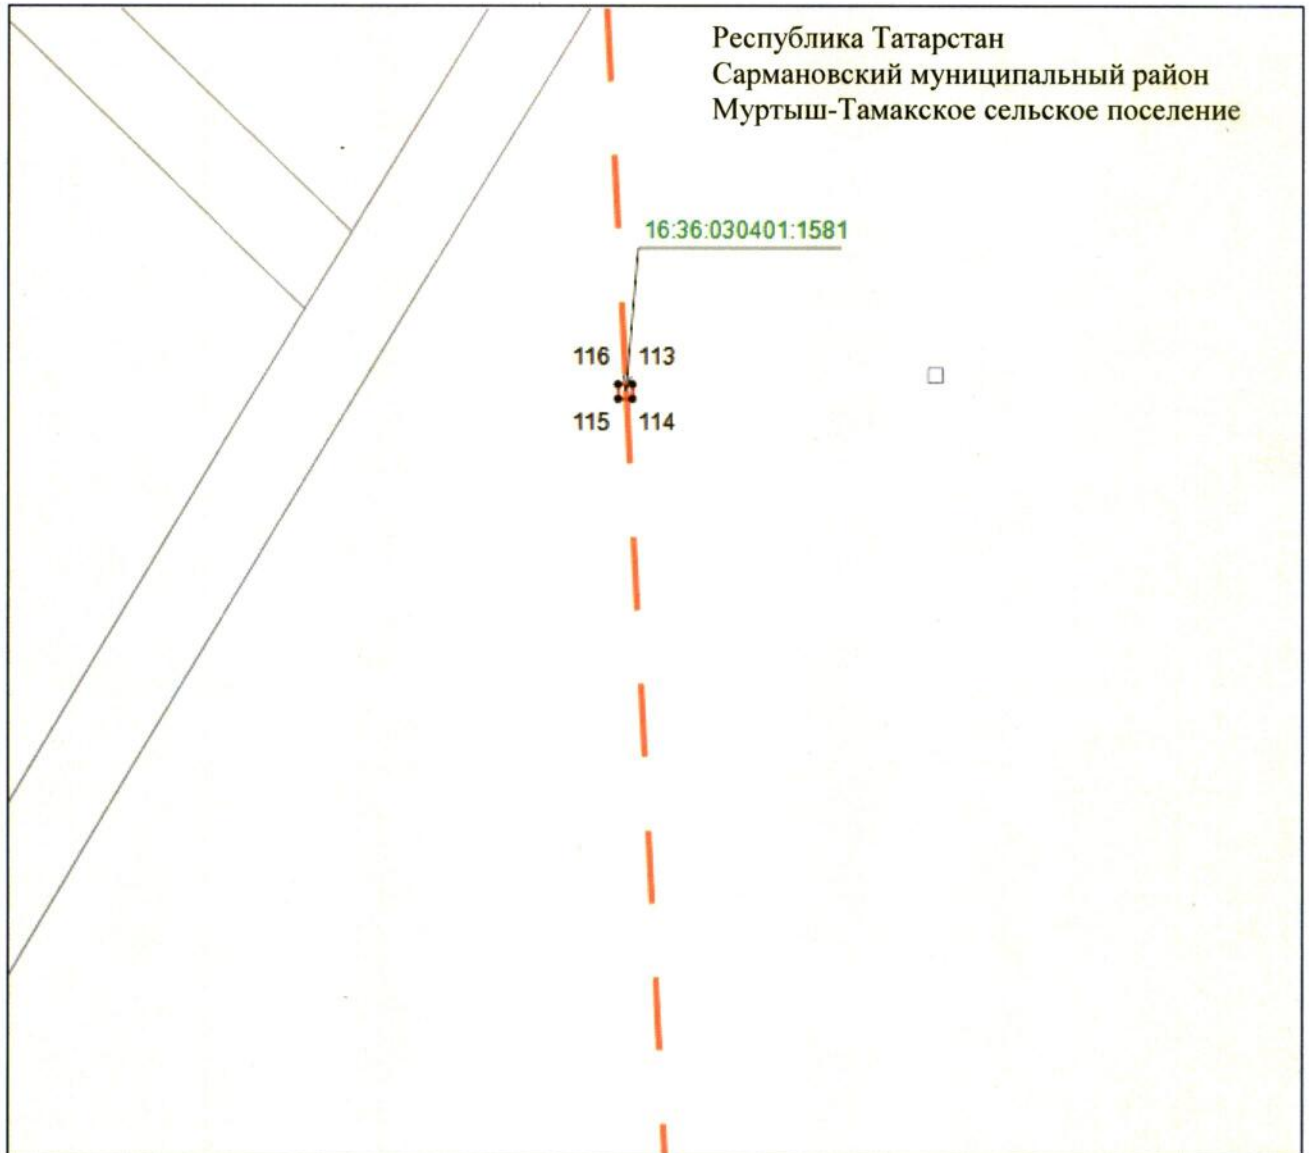 Республика Татарстан
Сармановский муниципальный район
Муртыш-Тамакское сельское поселение
16:36:030401:1581
116 113
115 114